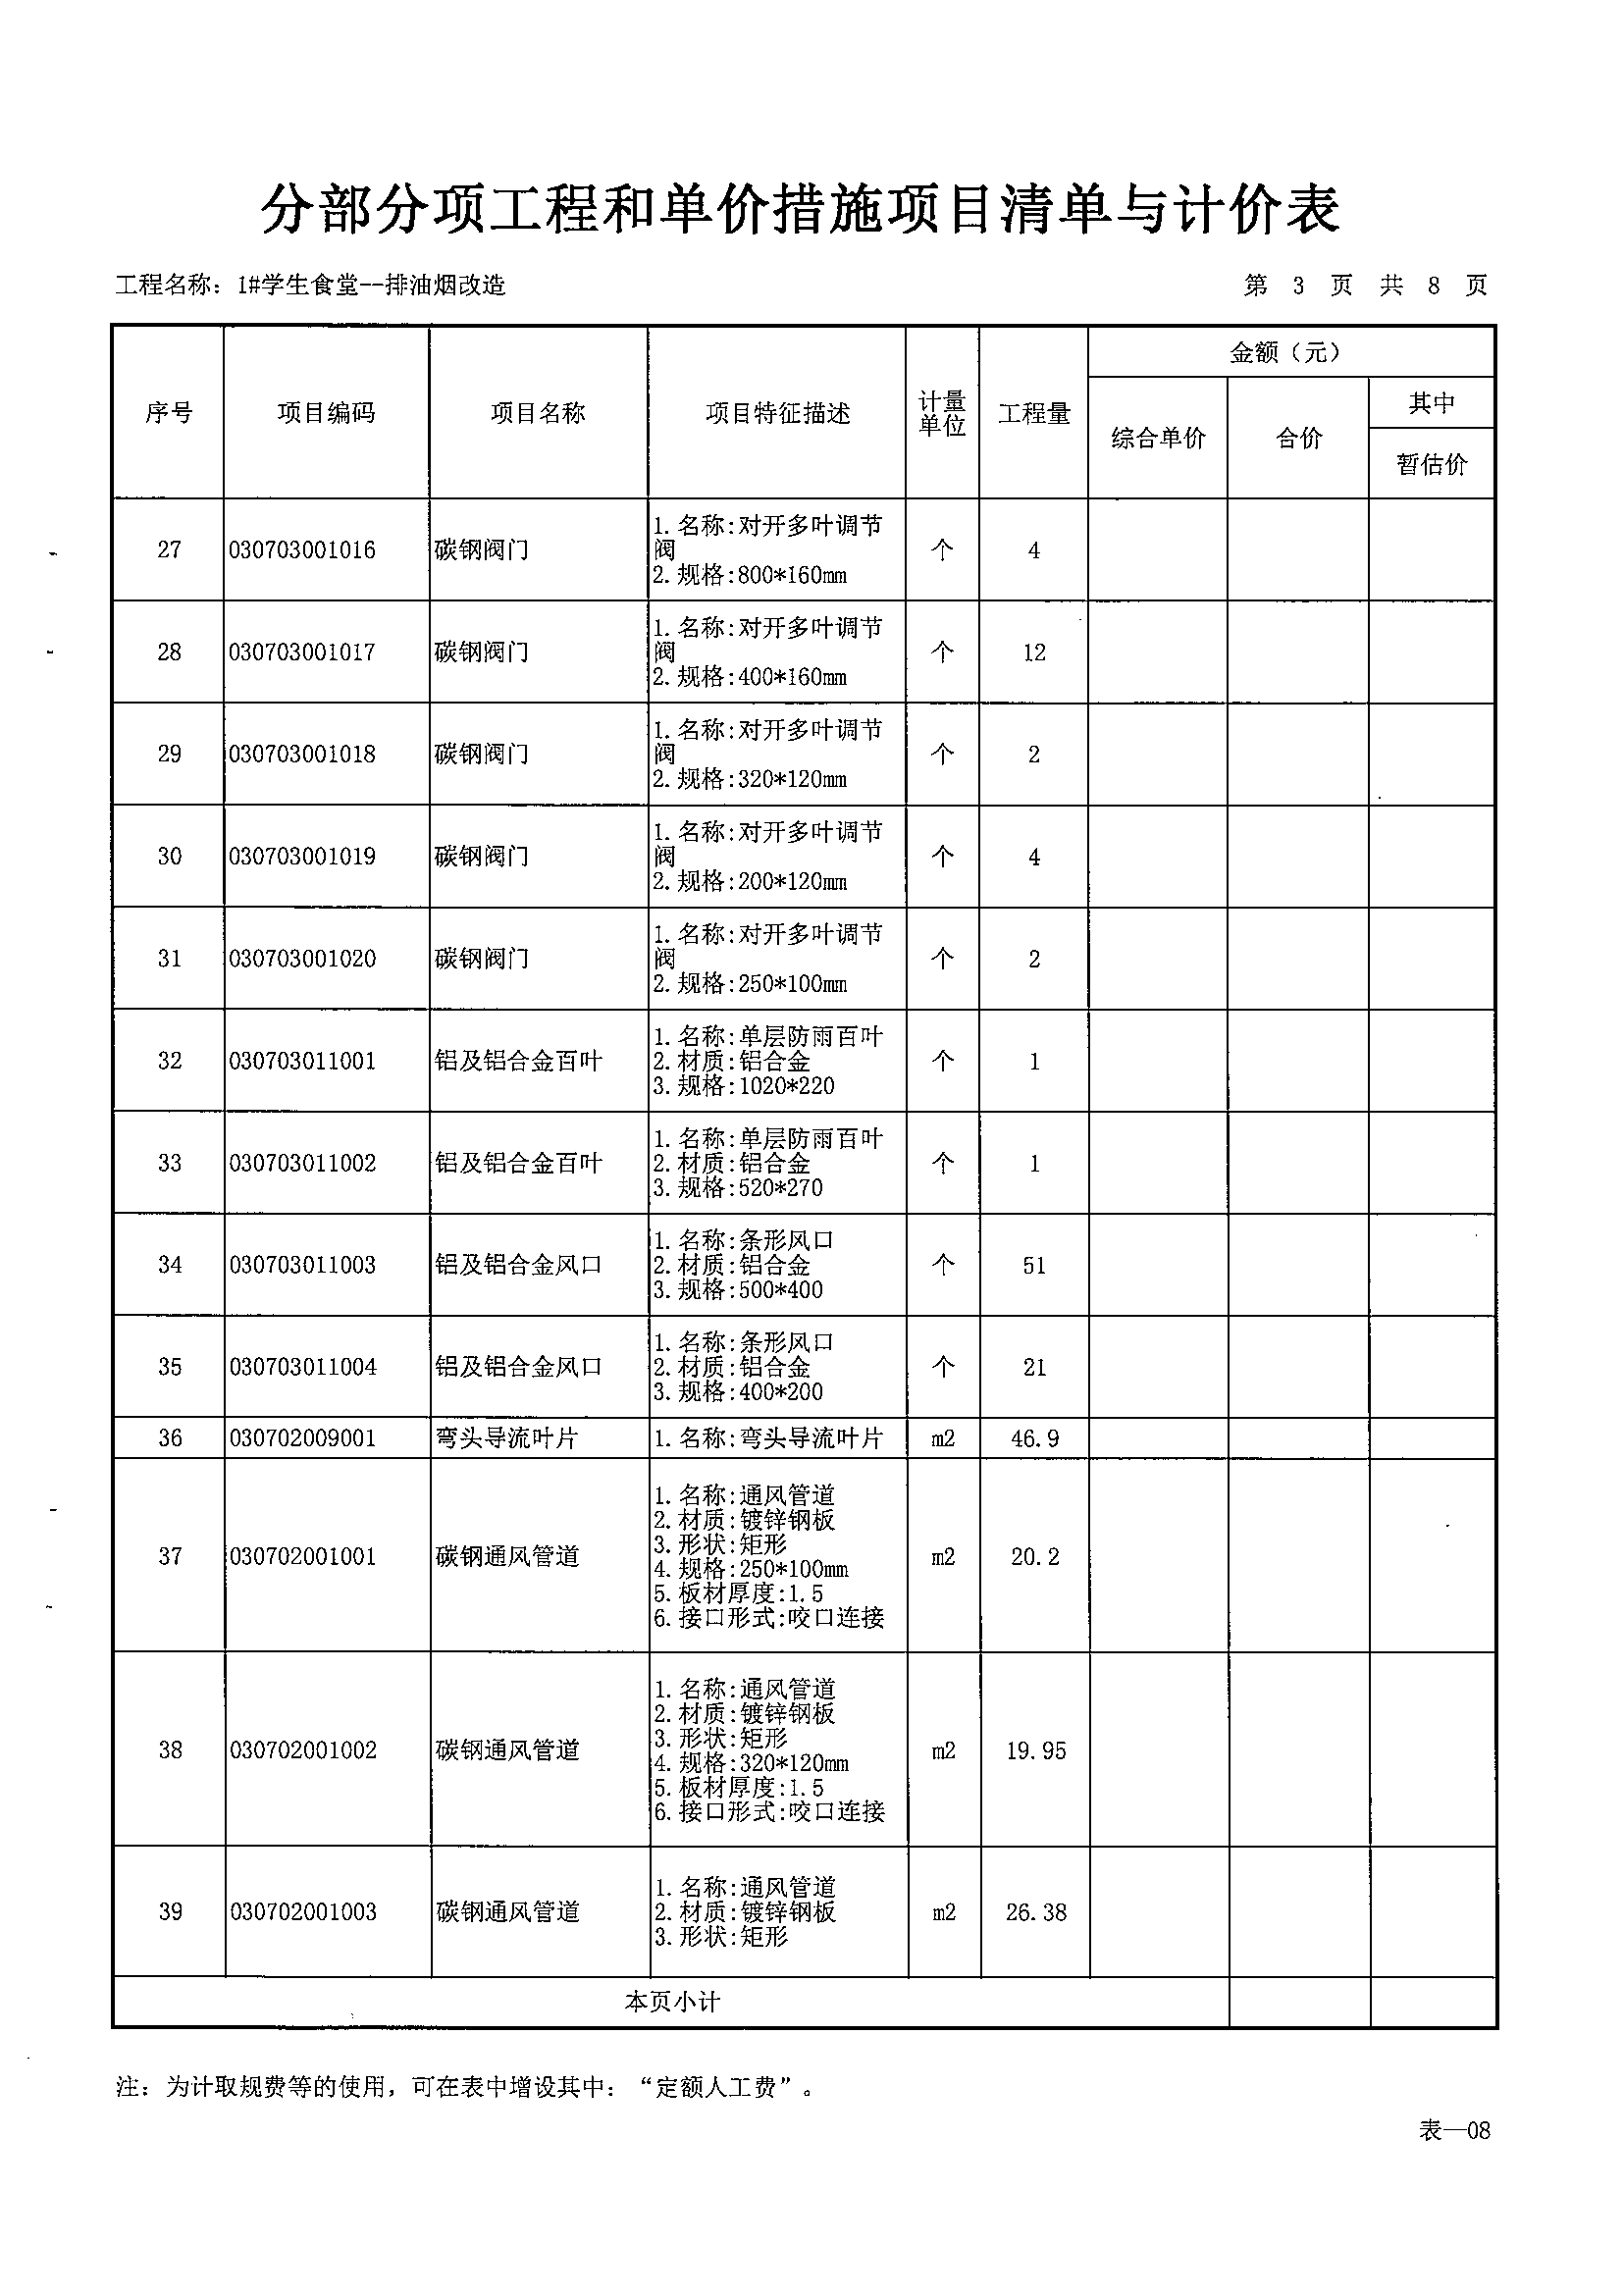 分部分项工程和单价措施项目清单与计价表
工程名称：1#学生食堂--排油烟改造 第 3 页 共 8 页
序号 项目编码 项目名称 项目特征描述 计量单位 工程量 金额（元）
综合单价 合价 其中
暂估价
27 030703001016 碳钢阀门 1.名称:对开多叶调节
阀
2.规格:800*160mm 个 4
28 030703001017 碳钢阀门 1.名称:对开多叶调节
阀
2.规格:400*160mm 个 12
29 030703001018 碳钢阀门 1.名称:对开多叶调节
阀
2.规格:320*120mm 个 2
30 030703001019 碳钢阀门 1.名称:对开多叶调节
阀
2.规格:200*120mm 个 4
31 030703001020 碳钢阀门 1.名称:对开多叶调节
阀
2.规格:250*100mm 个 2
32 030703011001 铝及铝合金百叶 1.名称:单层防雨百叶
2.材质:铝合金
3.规格:1020*220 个 1
33 030703011002 铝及铝合金百叶 1.名称:单层防雨百叶
2.材质:铝合金
3.规格:520*270 个 1
34 030703011003 铝及铝合金风口 1.名称:条形风口
2.材质:铝合金
3.规格:500*400 个 51
35 030703011004 铝及铝合金风口 1.名称:条形风口
2.材质:铝合金
3.规格:400*200 个 21
36 030702009001 弯头导流叶片 1.名称:弯头导流叶片 m2 46.9
37 030702001001 碳钢通风管道 1.名称:通风管道
2.材质:镀锌钢板
3.形状:矩形
4.规格:250*100mm
5.板材厚度:1.5
6.接口形式:咬口连接 m2 20.2
38 030702001002 碳钢通风管道 1.名称:通风管道
2.材质:镀锌钢板
3.形状:矩形
4.规格:320*120mm
5.板材厚度:1.5
6.接口形式:咬口连接 m2 19.95
39 030702001003 碳钢通风管道 1.名称:通风管道
2.材质:镀锌钢板
3.形状:矩形 m2 26.38
本页小计
注：为计取规费等的使用，可在表中增设其中：“定额人工费”。
表—08